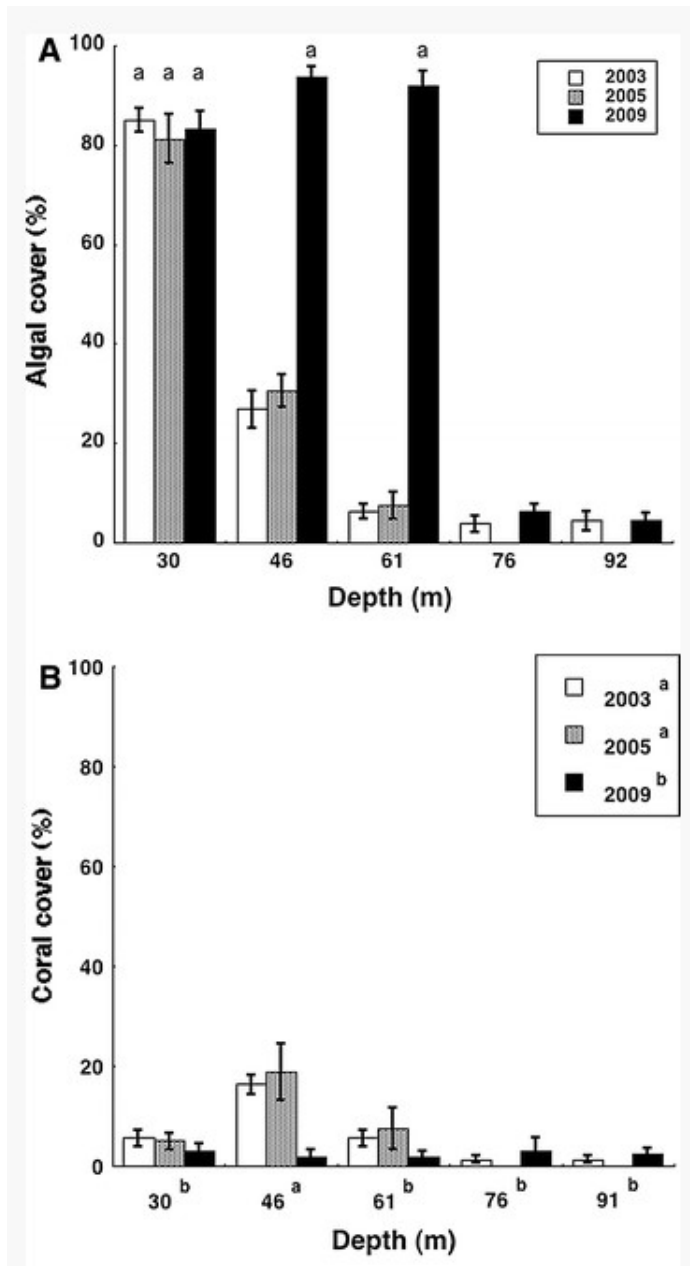 A
100
a a a
a
a
2003
2005
2009
80
60
40
20
0
Algal cover (%)
30 46 61 76 92
Depth (m)
B
100
2003 a
2005 a
2009 b
80
60
40
20
0
Coral cover (%)
30 b 46 a 61 b 76 b 91 b
Depth (m)